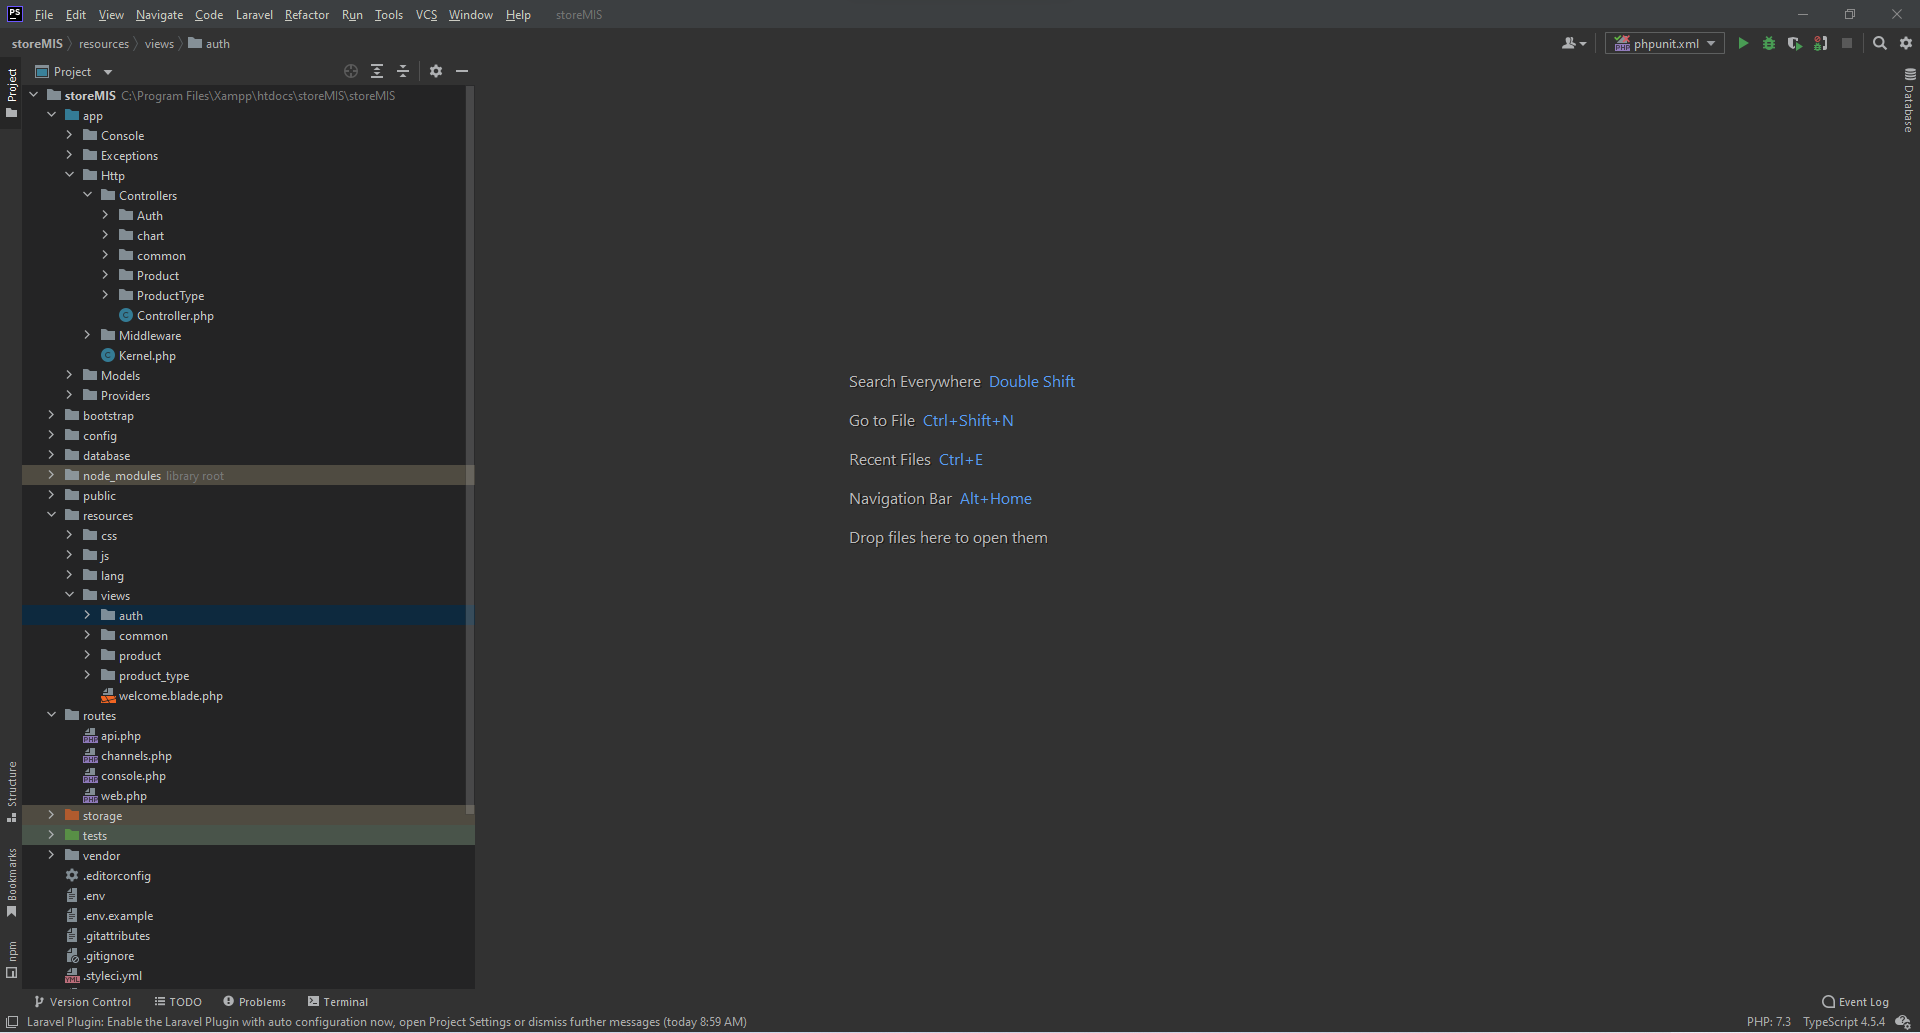 PS File Edit View Navigate Code Laravel Refactor Run Tools VCS Window Help storeMIS
storeMIS resources views auth
phpunit.xml
Project
Project
Database
storeMIS C:\Program Files\Xampp\htdocs\storeMIS\storeMIS
app
Console
Exceptions
Http
Controllers
Auth
chart
common
Product
ProductType
Controller.php
Middleware
Kernel.php
Models
Providers
bootstrap
config
database
node_modules library root
public
resources
css
js
lang
views
auth
common
product
product_type
welcome.blade.php
routes
api.php
channels.php
console.php
web.php
storage
tests
vendor
.editorconfig
.env
.env.example
.gitattributes
.gitignore
.styleci.yml
Search Everywhere Double Shift
Go to File Ctrl+Shift+N
Recent Files Ctrl+E
Navigation Bar Alt+Home
Drop files here to open them
Structure
Bookmarks
npm
Version Control TODO Problems Terminal
Event Log
Laravel Plugin: Enable the Laravel Plugin with auto configuration now, open Project Settings or dismiss further messages (today 8:59 AM)
PHP: 7.3 TypeScript 4.5.4